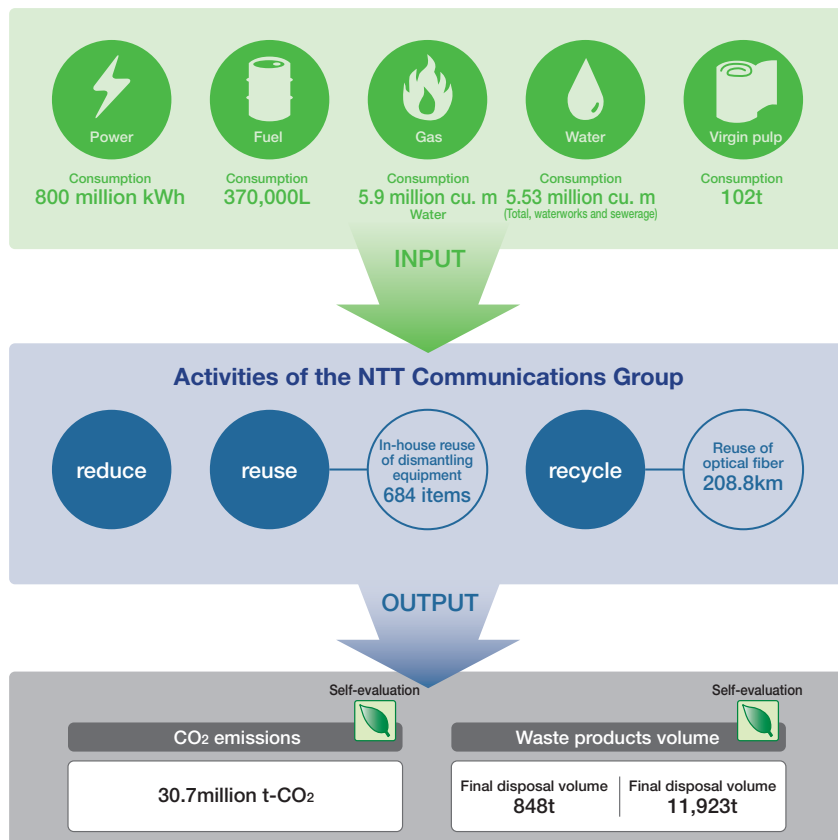 Power
Fuel
Gas
Water
Virgin pulp
Consumption
800 million kWh
Consumption
370,000L
Consumption
5.9 million cu. m
Water
Consumption
5.53 million cu. m
(Total, waterworks and sewerage)
Consumption
102t
INPUT
Activities of the NTT Communications Group
reduce
reuse
In-house reuse
of dismantling
equipment
684 items
recycle
Reuse of
optical fiber
208.8km
OUTPUT
Self-evaluation
CO2 emissions
30.7million t-CO2
Self-evaluation
Waste products volume
Final disposal volume
848t
Final disposal volume
11,923t